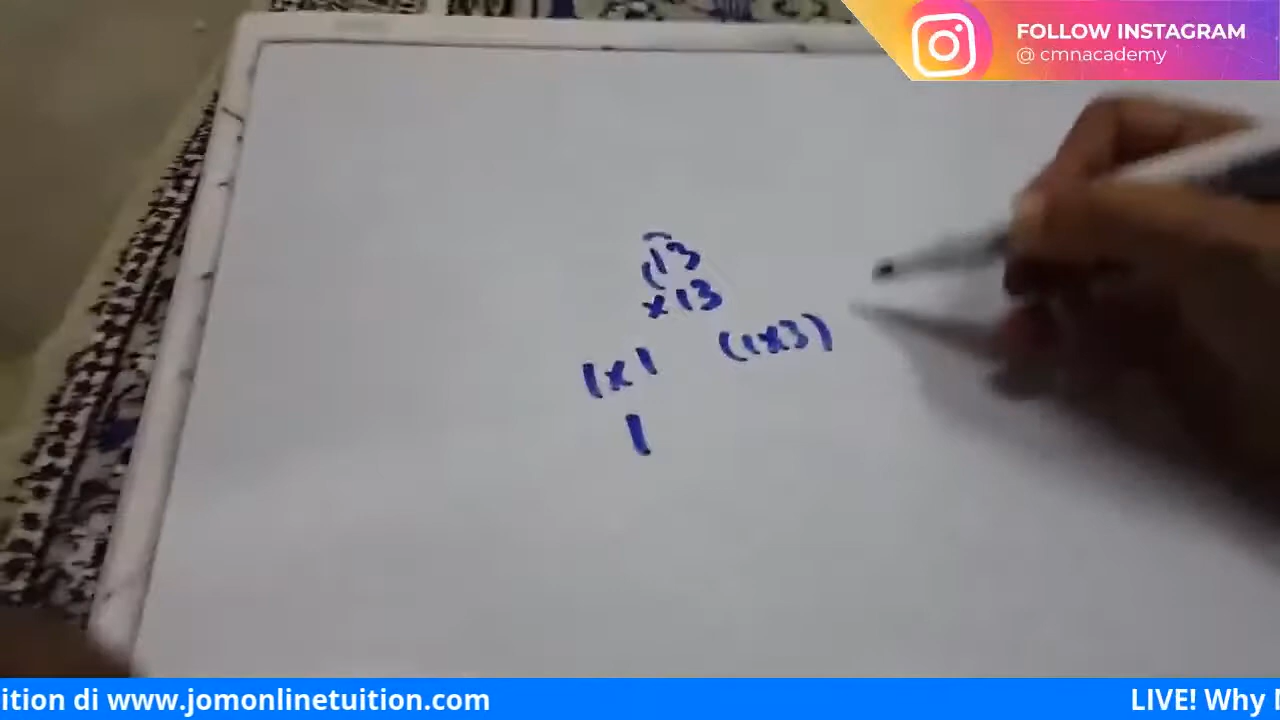 FOLLOW INSTAGRAM
@ cmnacademy
13
x 13
1x1 (1x3)
1
ition di www.jomonlinetuition.com LIVE! Why